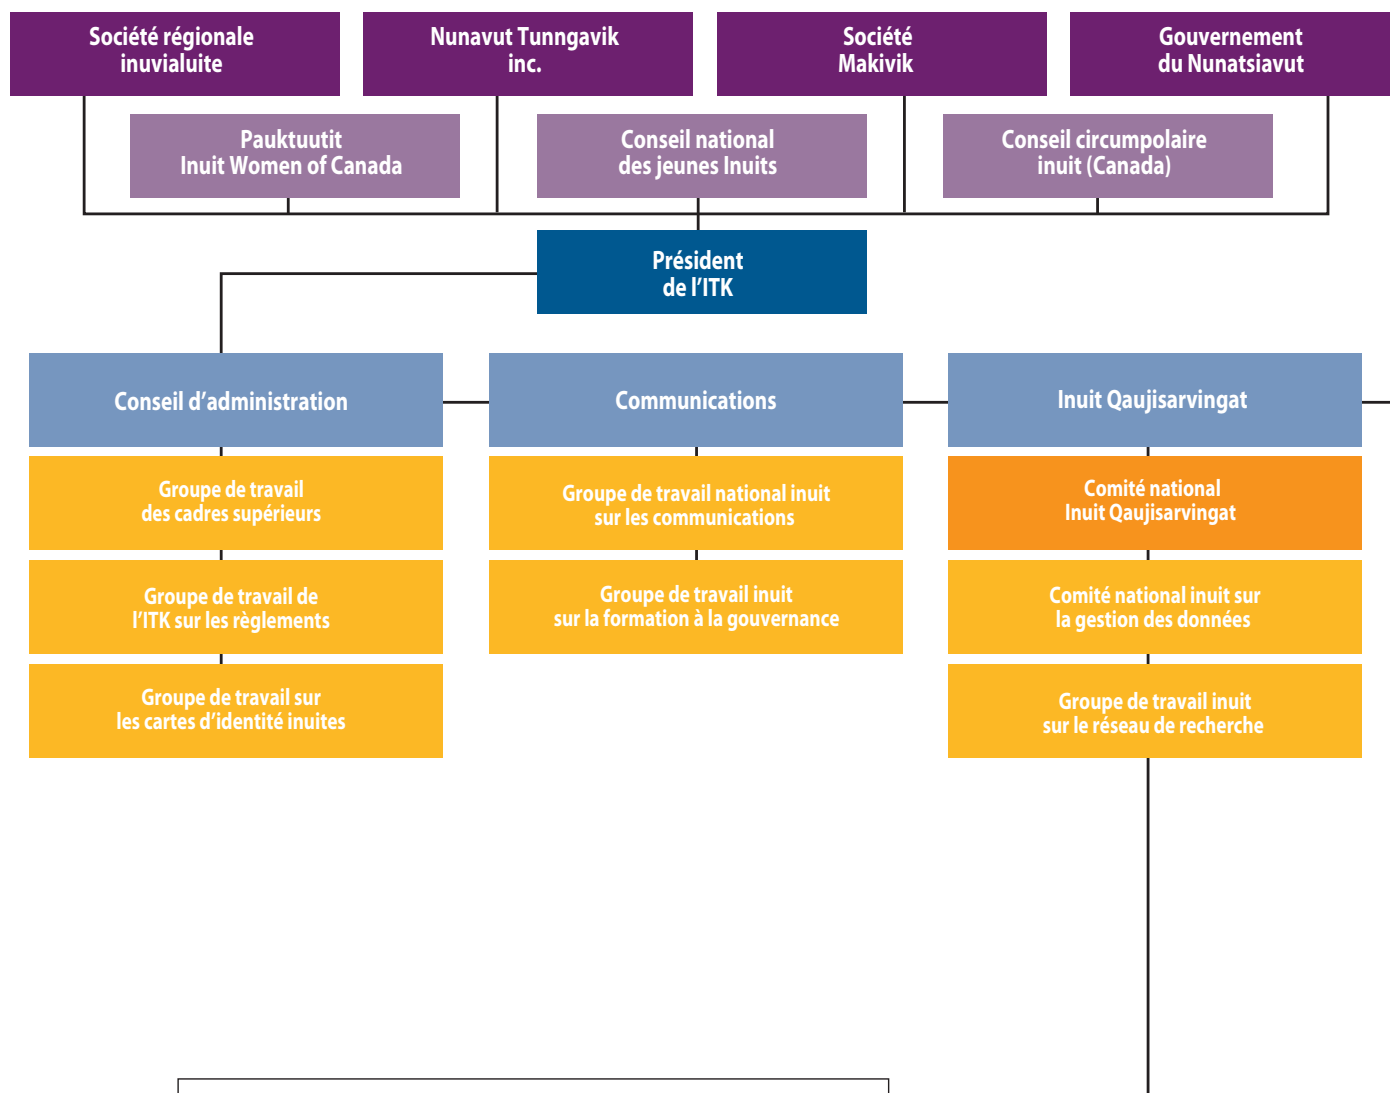 Société régionale
inuvialuite
Nunavut Tunngavik
inc.
Société
Makivik
Gouvernement
du Nunatsiavut
Pauktuutit
Inuit Women of Canada
Conseil national
des jeunes Inuits
Conseil circumpolaire
inuit (Canada)
Président
de l’ITK
Conseil d’administration
Communications
Inuit Qaujisarvingat
Groupe de travail
des cadres supérieurs
Groupe de travail national inuit
sur les communications
Comité national
Inuit Qaujisarvingat
Groupe de travail de
l’ITK sur les règlements
Groupe de travail inuit
sur la formation à la gouvernance
Comité national inuit sur
la gestion des données
Groupe de travail sur
les cartes d’identité inuites
Groupe de travail inuit
sur le réseau de recherche